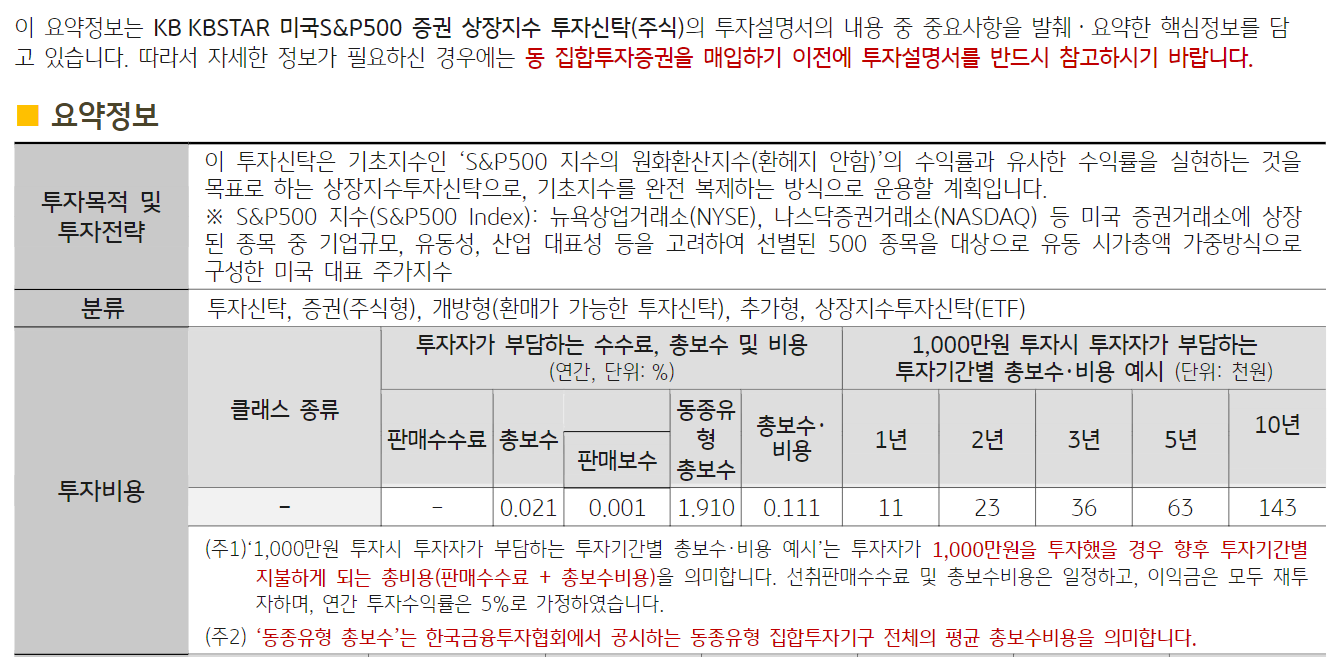 이 요약정보는 KB KBSTAR 미국S&P500 증권 상장지수 투자신탁(주식)의 투자설명서의 내용 중 중요사항을 발췌 · 요약한 핵심정보를 담
고 있습니다. 따라서 자세한 정보가 필요하신 경우에는 동 집합투자증권을 매입하기 이전에 투자설명서를 반드시 참고하시기 바랍니다.
■ 요약정보
투자목적 및
투자전략
이 투자신탁은 기초지수인 ‘S&P500 지수의 원화환산지수(환헤지 안함)’의 수익률과 유사한 수익률을 실현하는 것을
목표로 하는 상장지수투자신탁으로, 기초지수를 완전 복제하는 방식으로 운용할 계획입니다.
※ S&P500 지수(S&P500 Index): 뉴욕상업거래소(NYSE), 나스닥증권거래소(NASDAQ) 등 미국 증권거래소에 상장
된 종목 중 기업규모, 유동성, 산업 대표성 등을 고려하여 선별된 500 종목을 대상으로 유동 시가총액 가중방식으로
구성한 미국 대표 주가지수
분류
투자신탁, 증권(주식형), 개방형(환매가 가능한 투자신탁), 추가형, 상장지수투자신탁(ETF)
투자비용
클래스 종류
투자자가 부담하는 수수료, 총보수 및 비용
(연간, 단위: %)
1,000만원 투자시 투자자가 부담하는
투자기간별 총보수·비용 예시 (단위: 천원)
판매수수료
총보수
판매보수
동종유
형
총보수
총보수·
비용
1년
2년
3년
5년
10년
– – 0.021 0.001 1.910 0.111 11 23 36 63 143
(주1)‘1,000만원 투자시 투자자가 부담하는 투자기간별 총보수·비용 예시’는 투자자가 1,000만원을 투자했을 경우 향후 투자기간별
지불하게 되는 총비용(판매수수료 + 총보수비용)을 의미합니다. 선취판매수수료 및 총보수비용은 일정하고, 이익금은 모두 재투
자하며, 연간 투자수익률은 5%로 가정하였습니다.
(주2) ‘동종유형 총보수’는 한국금융투자협회에서 공시하는 동종유형 집합투자기구 전체의 평균 총보수비용을 의미합니다.